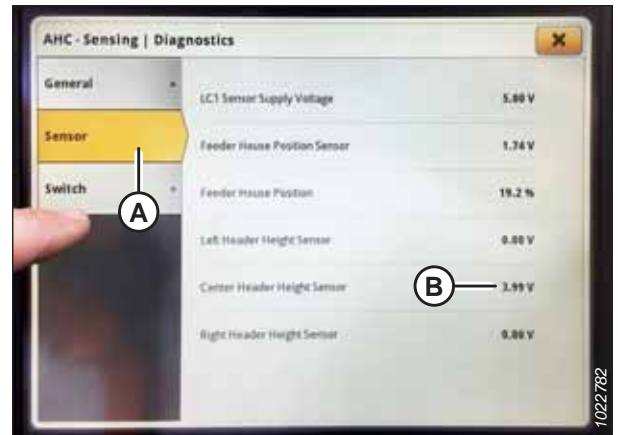 AHC - Sensing | Diagnostics
General
Sensor
Switch
A
LC1 Sensor Supply Voltage 5.00 V
Feeder House Position Sensor 1.74 V
Feeder House Position 19.2 %
Left Header Height Sensor 0.00 V
Center Header Height Sensor B 3.99 V
Right Header Height Sensor 0.00 V
1022782